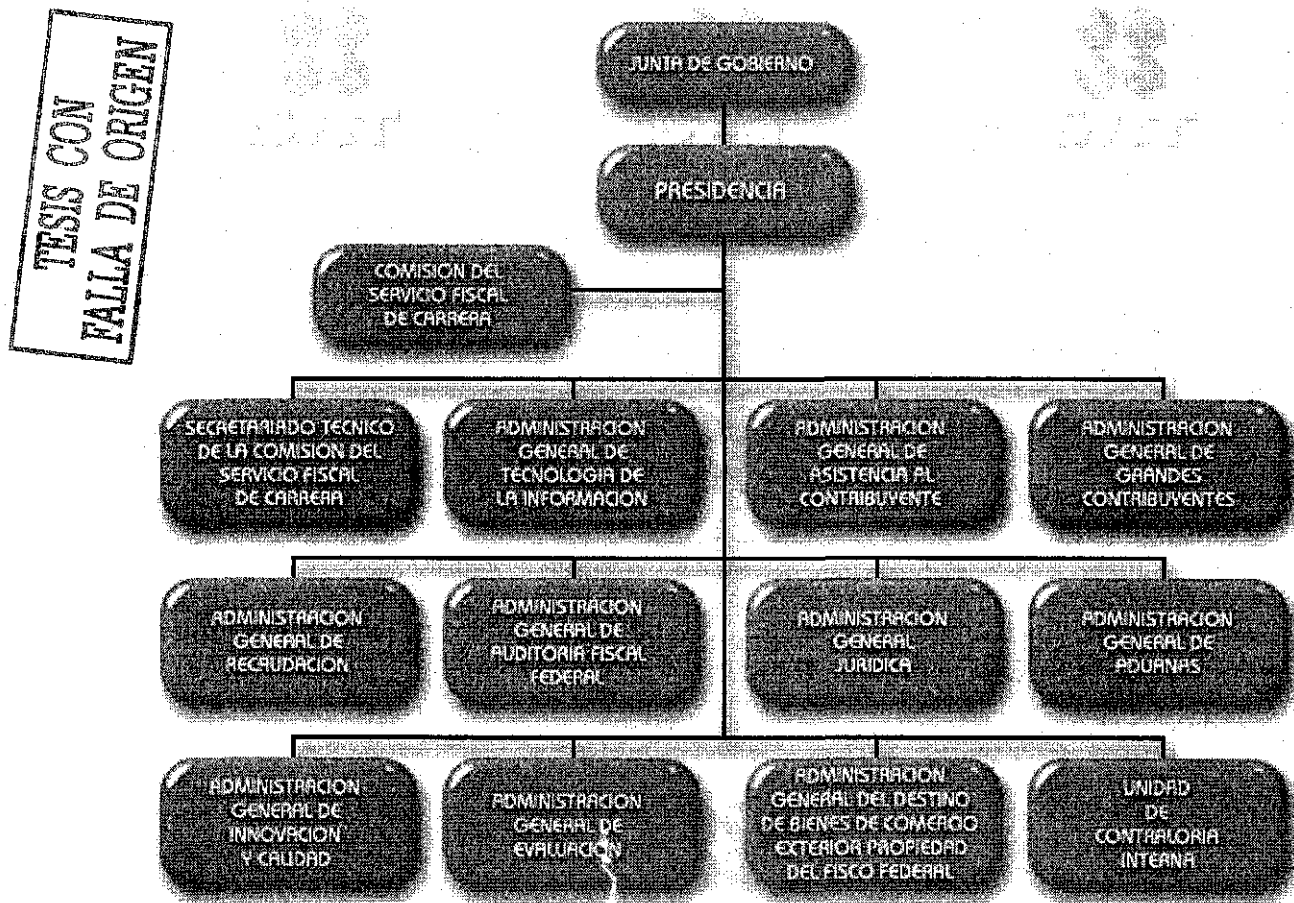 TESIS CON
FALLA DE ORIGEN
JUNTA DE GOBIERNO
PRESIDENCIA
COMISION DEL
SERVICIO FISCAL
DE CARRERA
SECRETARIADO TECNICO
DE LA COMISION DEL
SERVICIO FISCAL
DE CARRERA
ADMINISTRACION
GENERAL DE
TECNOLOGIA DE
LA INFORMACION
ADMINISTRACION
GENERAL DE
ASISTENCIA AL
CONTRIBUYENTE
ADMINISTRACION
GENERAL DE
GRANDES
CONTRIBUYENTES
ADMINISTRACION
GENERAL DE
RECAUDACION
ADMINISTRACION
GENERAL DE
AUDITORIA FISCAL
FEDERAL
ADMINISTRACION
GENERAL
JURIDICA
ADMINISTRACION
GENERAL DE
ADUANAS
ADMINISTRACION
GENERAL DE
INNOVACION
Y CALIDAD
ADMINISTRACION
GENERAL DE
EVALUACION
ADMINISTRACION
GENERAL DEL DESTINO
DE BIENES DE COMERCIO
EXTERIOR PROPIEDAD
DEL FISCO FEDERAL
UNIDAD
DE
CONTRALORIA
INTERNA